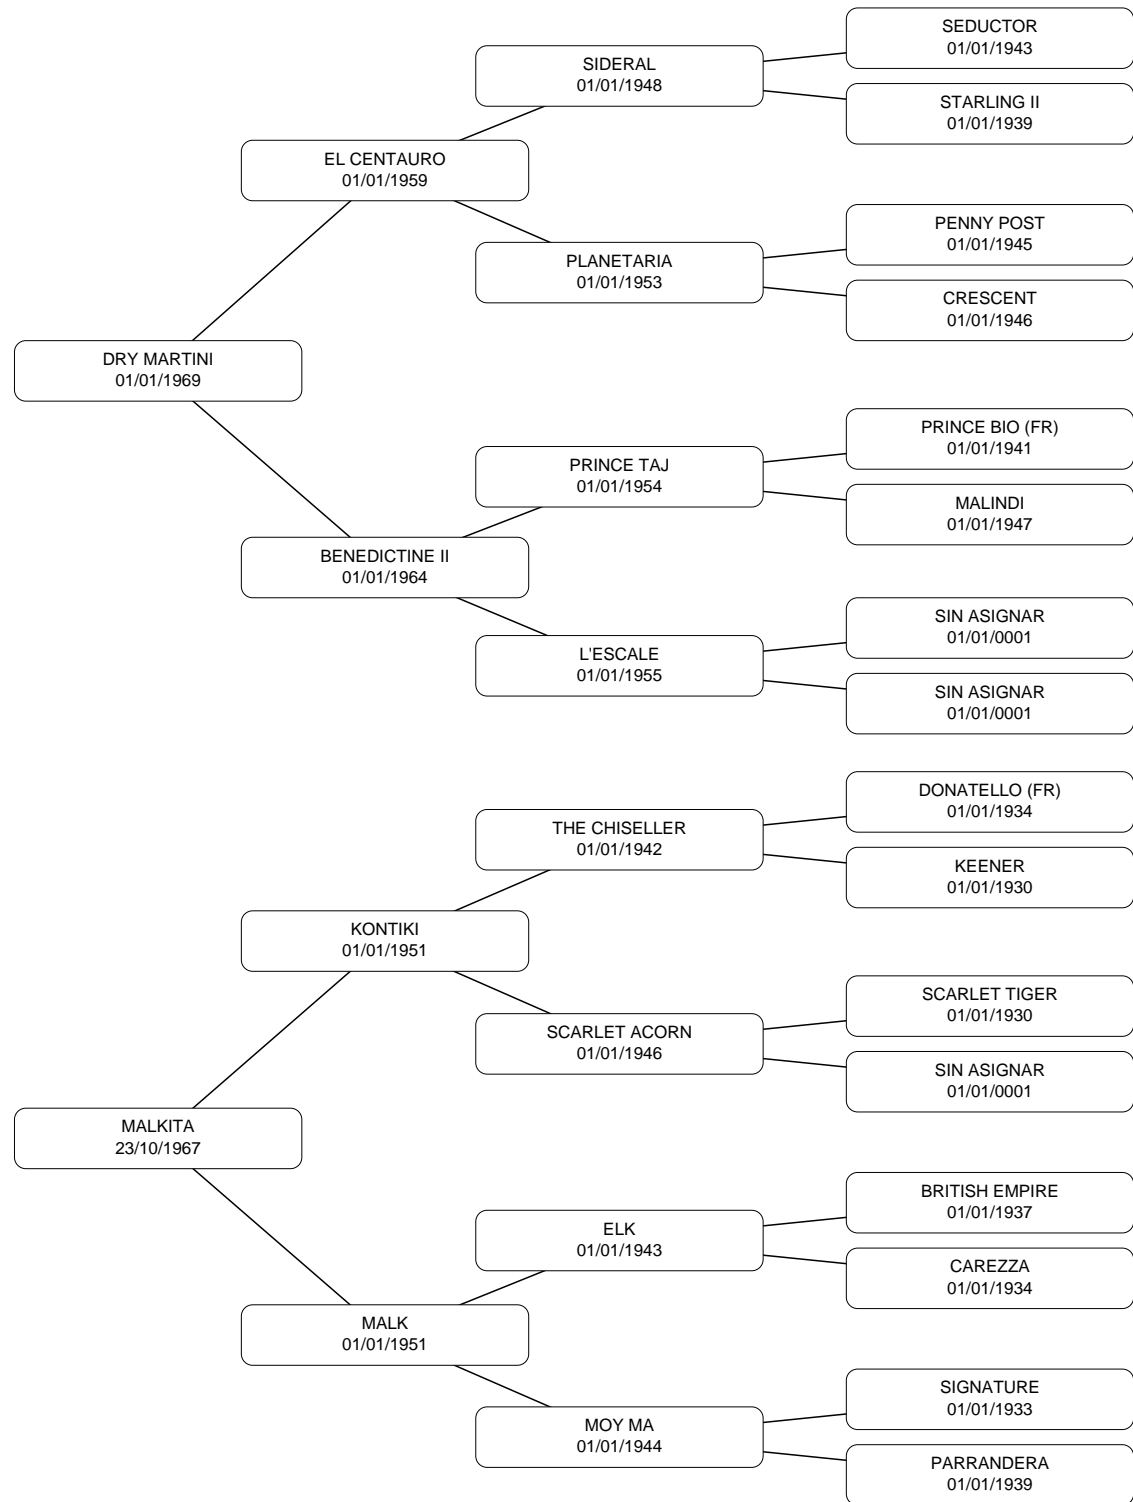 SEDUCTOR
01/01/1943
SIDERAL
01/01/1948
STARLING II
01/01/1939
EL CENTAURO
01/01/1959
PENNY POST
01/01/1945
PLANETARIA
01/01/1953
CRESCENT
01/01/1946
DRY MARTINI
01/01/1969
PRINCE BIO (FR)
01/01/1941
PRINCE TAJ
01/01/1954
MALINDI
01/01/1947
BENEDICTINE II
01/01/1964
SIN ASIGNAR
01/01/0001
L'ESCALE
01/01/1955
SIN ASIGNAR
01/01/0001
DONATELLO (FR)
01/01/1934
THE CHISELLER
01/01/1942
KEENER
01/01/1930
KONTIKI
01/01/1951
SCARLET TIGER
01/01/1930
SCARLET ACORN
01/01/1946
SIN ASIGNAR
01/01/0001
MALKITA
23/10/1967
BRITISH EMPIRE
01/01/1937
ELK
01/01/1943
CAREZZA
01/01/1934
MALK
01/01/1951
SIGNATURE
01/01/1933
MOY MA
01/01/1944
PARRANDERA
01/01/1939